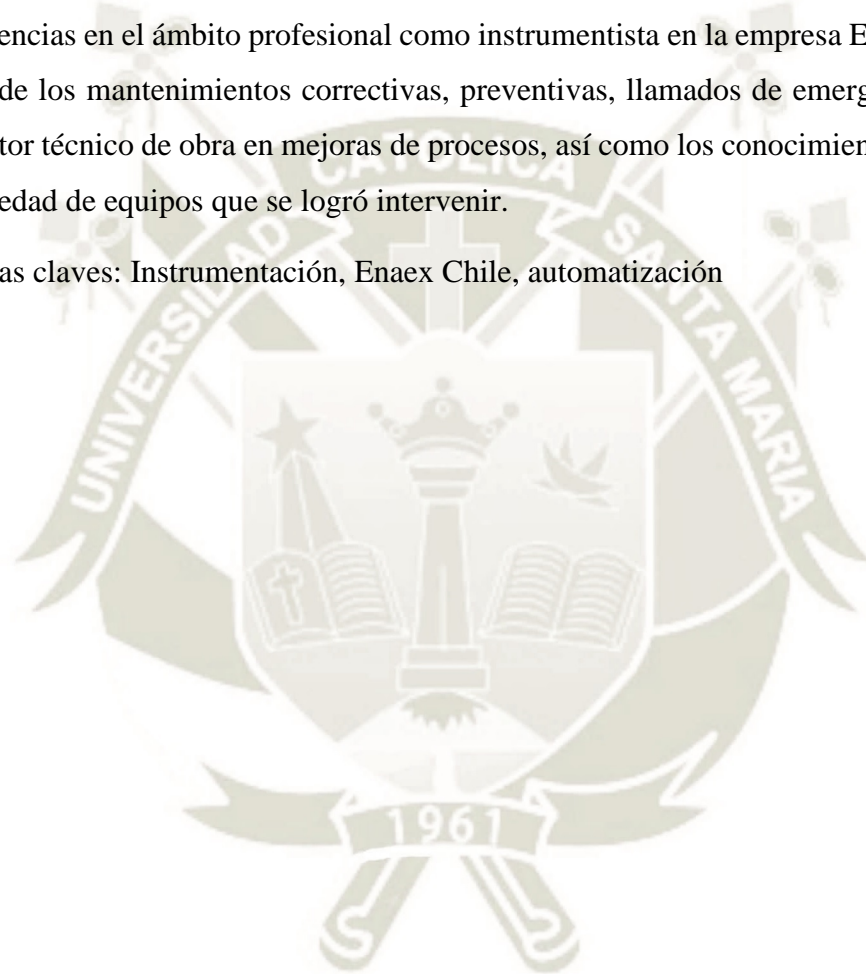 encias en el ámbito profesional como instrumentista en la empresa E
de los mantenimientos correctivas, preventivas, llamados de emerg
tor técnico de obra en mejoras de procesos, así como los conocimien
edad de equipos que se logró intervenir.
as claves: Instrumentación, Enaex Chile, automatización
UNIVERSIDAD CATOLICA SANTA MARIA
1961